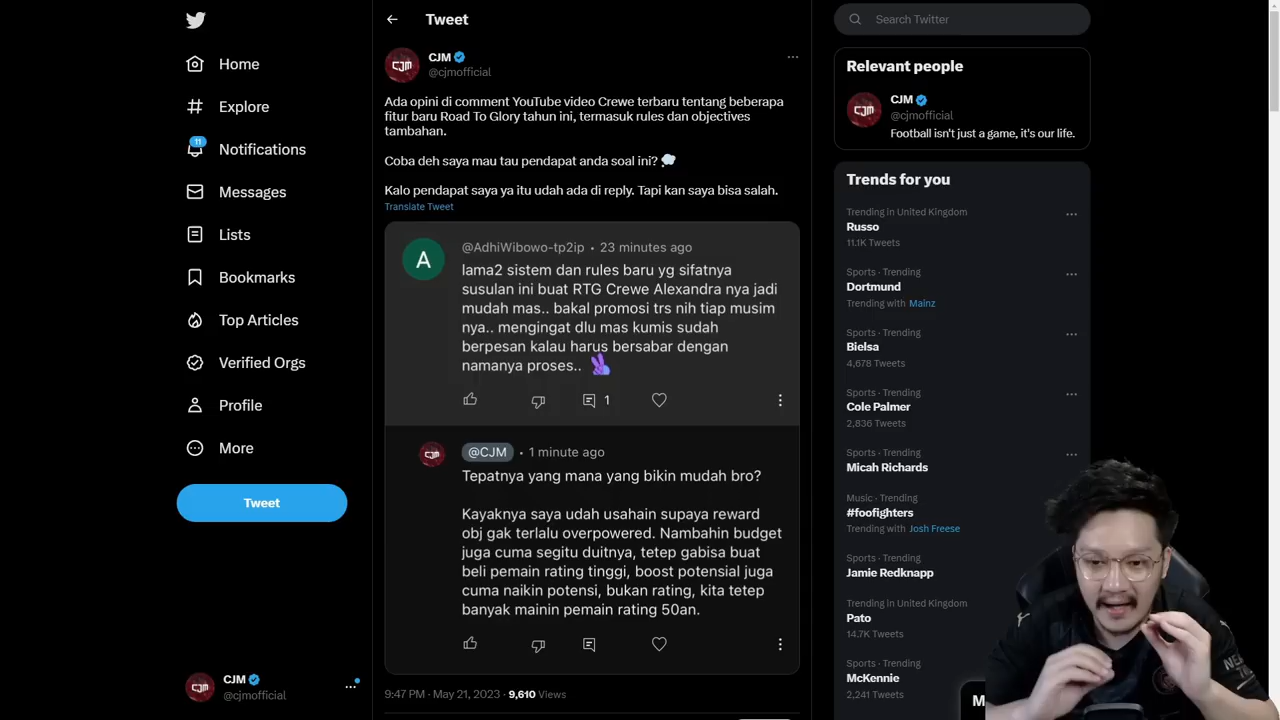 Home
Explore
11
Notifications
Messages
Lists
Bookmarks
Top Articles
Verified Orgs
Profile
More
Tweet
CJM
@cjmofficial
Tweet
CJM
@cjmofficial
Ada opini di comment YouTube video Crewe terbaru tentang beberapa
fitur baru Road To Glory tahun ini, termasuk rules dan objectives
tambahan.
Coba deh saya mau tau pendapat anda soal ini?
Kalo pendapat saya ya itu udah ada di reply. Tapi kan saya bisa salah.
Translate Tweet
A
@AdhiWibowo-tp2ip · 23 minutes ago
lama2 sistem dan rules baru yg sifatnya
susulan ini buat RTG Crewe Alexandra nya jadi
mudah mas.. bakal promosi trs nih tiap musim
nya.. mengingat dlu mas kumis sudah
berpesan kalau harus bersabar dengan
namanya proses..
1
@CJM · 1 minute ago
Tepatnya yang mana yang bikin mudah bro?
Kayaknya saya udah usahain supaya reward
obj gak terlalu overpowered. Nambahin budget
juga cuma segitu duitnya, tetep gabisa buat
beli pemain rating tinggi, boost potensial juga
cuma naikin potensi, bukan rating, kita tetep
banyak mainin pemain rating 50an.
9:47 PM · May 21, 2023 · 9,610 Views
Search Twitter
Relevant people
CJM
@cjmofficial
Football isn't just a game, it's our life.
Trends for you
Trending in United Kingdom
Russo
11.1K Tweets
Sports · Trending
Dortmund
Trending with Mainz
Sports · Trending
Bielsa
4,678 Tweets
Sports · Trending
Cole Palmer
2,836 Tweets
Sports · Trending
Micah Richards
Music · Trending
#foofighters
Trending with Josh Freese
Sports · Trending
Jamie Redknapp
Trending in United Kingdom
Pato
14.7K Tweets
Sports · Trending
McKennie
2,241 Tweets